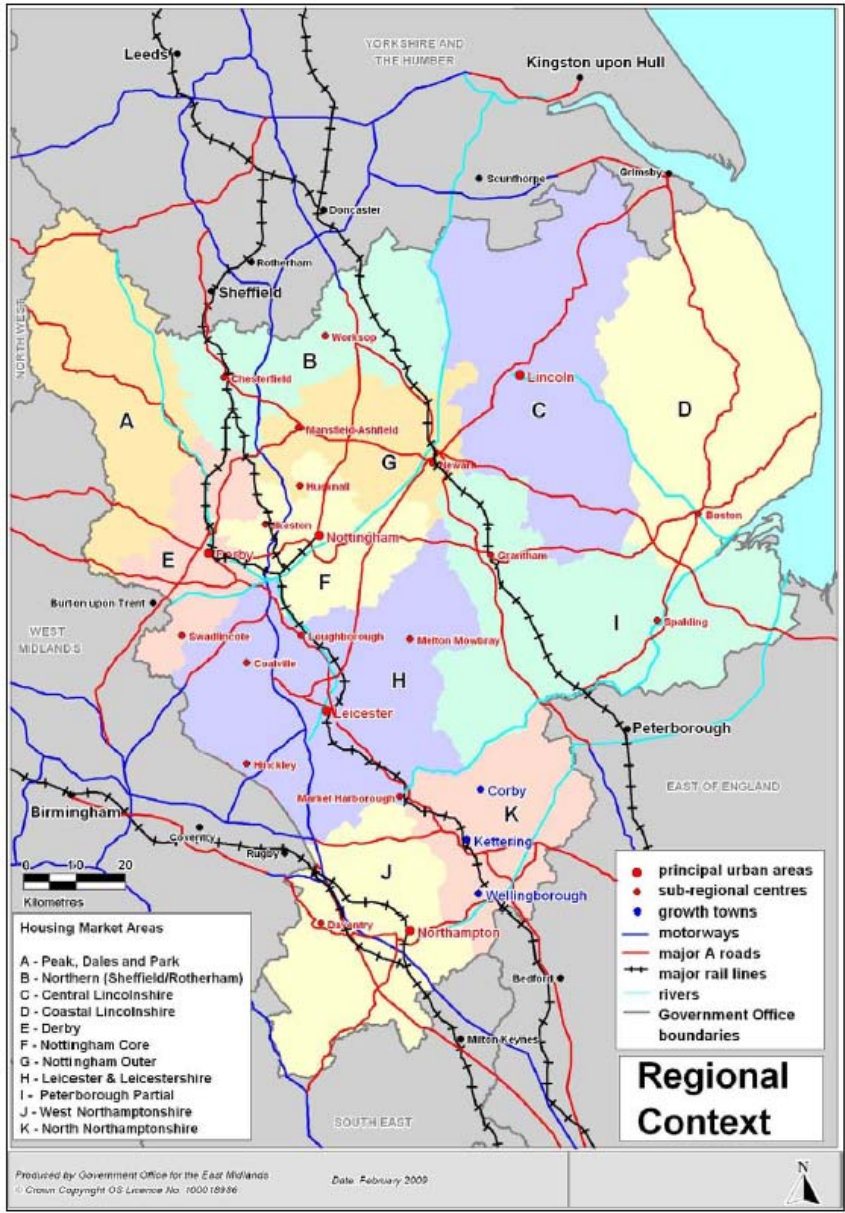 Leeds
YORKSHIRE AND
THE HUMBER
Kingston upon Hull
Scunthorpe
Grimsby
Doncaster
Rotherham
Sheffield
NORTH WEST
Worksop
B
Chesterfield
Lincoln
A
C
D
Mansfield-Ashfield
G
Newark
Hucknall
Ilkeston
Nottingham
Boston
E
Derby
Grantham
F
Burton upon Trent
I
Spalding
WEST
MIDLANDS
Swadlincote
Loughborough
Melton Mowbray
Coalville
H
Leicester
Peterborough
Hinckley
EAST OF ENGLAND
Corby
Market Harborough
K
Birmingham
Coventry
Kettering
Rugby
J
0 10 20
Kilometres
Wellingborough
Daventry
Northampton
Bedford
Milton Keynes
SOUTH EAST
principal urban areas
sub-regional centres
growth towns
motorways
major A roads
major rail lines
rivers
Government Office
boundaries
Housing Market Areas
A - Peak, Dales and Park
B - Northern (Sheffield/Rotherham)
C - Central Lincolnshire
D - Coastal Lincolnshire
E - Derby
F - Nottingham Core
G - Nottingham Outer
H - Leicester & Leicestershire
I - Peterborough Partial
J - West Northamptonshire
K - North Northamptonshire
Regional
Context
Produced by Government Office for the East Midlands
© Crown Copyright OS Licence No. 100018986
Date: February 2009
N